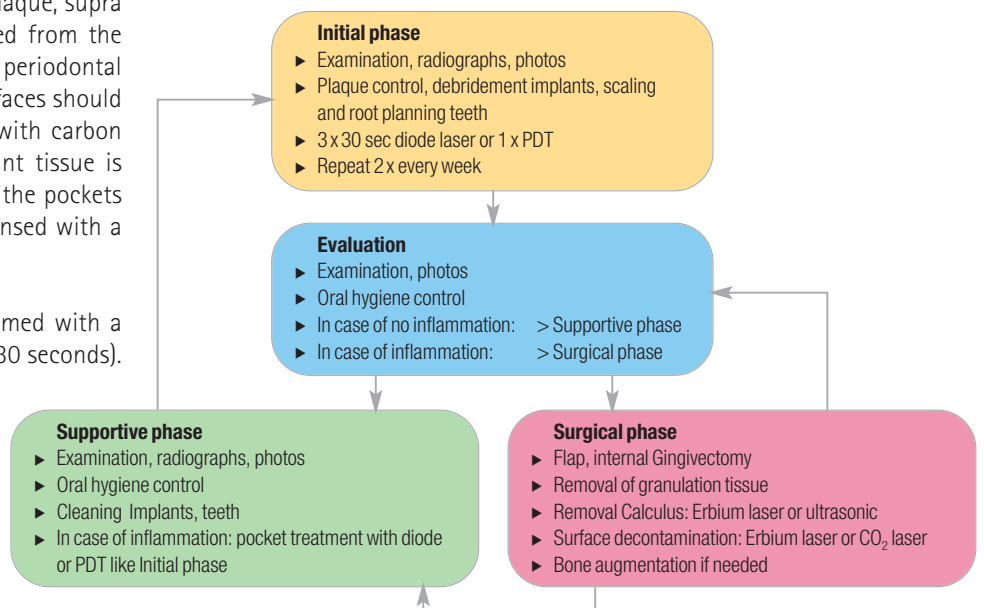 plaque, supra
ed from the
periodontal
faces should
with carbon
nt tissue is
the pockets
nsed with a
med with a
30 seconds).
Initial phase
► Examination, radiographs, photos
► Plaque control, debridement implants, scaling
and root planning teeth
► 3 x 30 sec diode laser or 1 x PDT
► Repeat 2 x every week
Evaluation
► Examination, photos
► Oral hygiene control
► In case of no inflammation: > Supportive phase
► In case of inflammation: > Surgical phase
Supportive phase
► Examination, radiographs, photos
► Oral hygiene control
► Cleaning Implants, teeth
► In case of inflammation: pocket treatment with diode
or PDT like Initial phase
Surgical phase
► Flap, internal Gingivectomy
► Removal of granulation tissue
► Removal Calculus: Erbium laser or ultrasonic
► Surface decontamination: Erbium laser or CO₂ laser
► Bone augmentation if needed